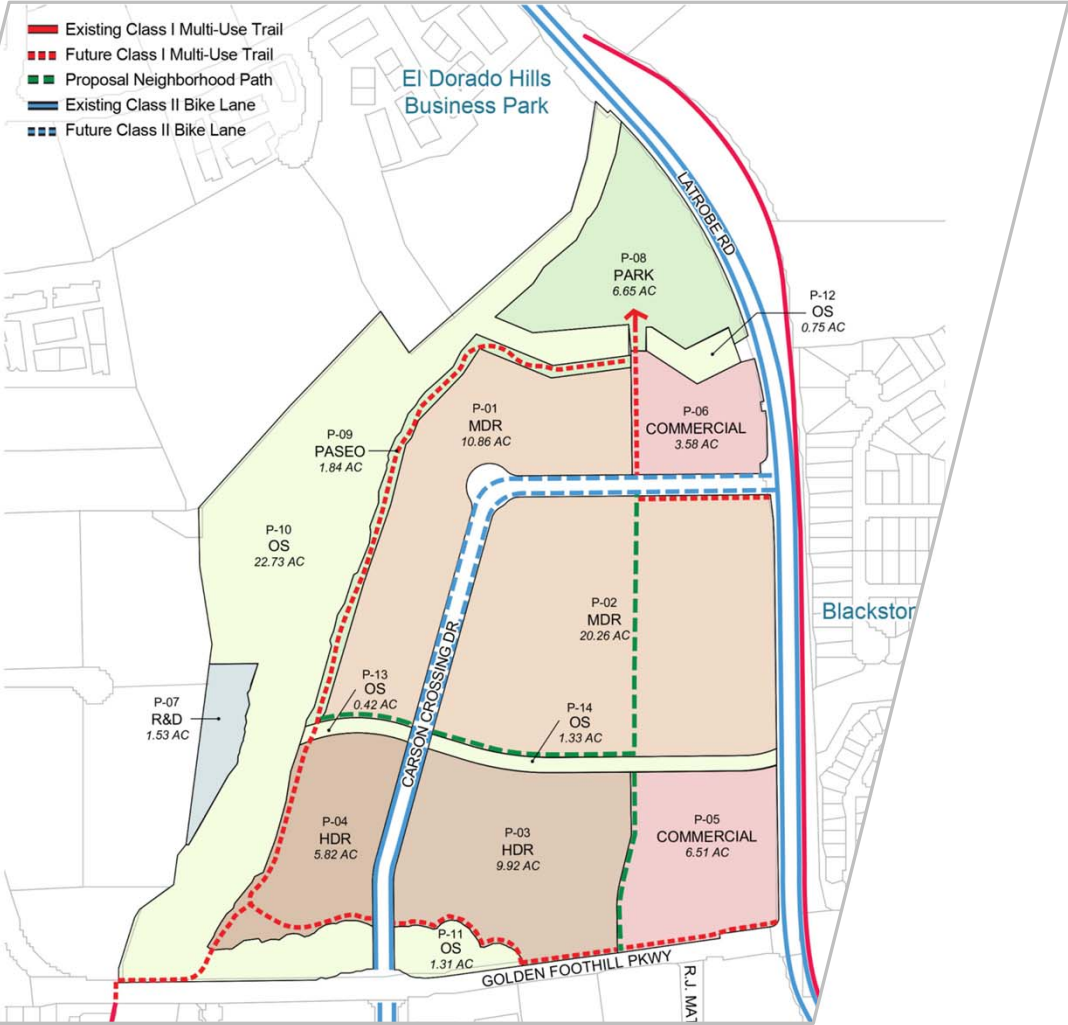 Existing Class I Multi-Use Trail
Future Class I Multi-Use Trail
Proposal Neighborhood Path
Existing Class II Bike Lane
Future Class II Bike Lane
El Dorado Hills
Business Park
LATROBE RD
P-08
PARK
6.65 AC
P-12
OS
0.75 AC
P-01
MDR
10.86 AC
P-06
COMMERCIAL
3.58 AC
P-09
PASEO
1.84 AC
P-10
OS
22.73 AC
P-02
MDR
20.26 AC
Blackstor
P-13
OS
0.42 AC
CARSON CROSSING DR
P-07
R&D
1.53 AC
P-14
OS
1.33 AC
P-04
HDR
5.82 AC
P-03
HDR
9.92 AC
P-05
COMMERCIAL
6.51 AC
P-11
OS
1.31 AC
GOLDEN FOOTHILL PKWY
R.J. MAT